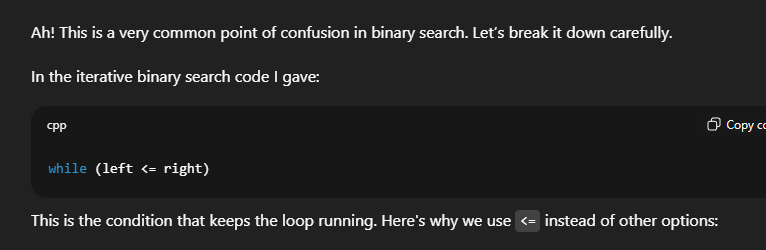 Ah! This is a very common point of confusion in binary search. Let’s break it down carefully.
In the iterative binary search code I gave:
cpp
Copy
while (left <= right)
This is the condition that keeps the loop running. Here's why we use <= instead of other options: